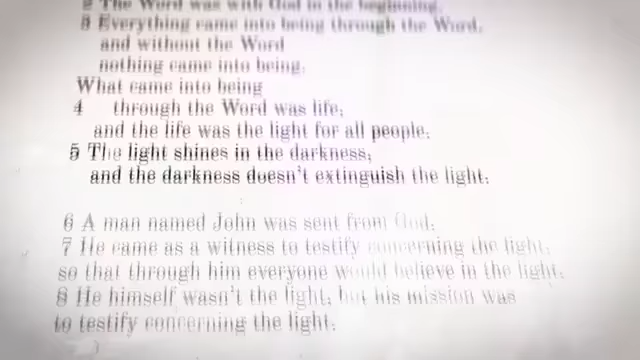 2 The Word was with God in the beginning.
3 Everything came into being through the Word,
and without the Word
nothing came into being.
What came into being
4 through the Word was life,
and the life was the light for all people.
5 The light shines in the darkness,
and the darkness doesn't extinguish the light.
6 A man named John was sent from God.
7 He came as a witness to testify concerning the light,
so that through him everyone would believe in the light.
8 He himself wasn't the light, but his mission was
to testify concerning the light.